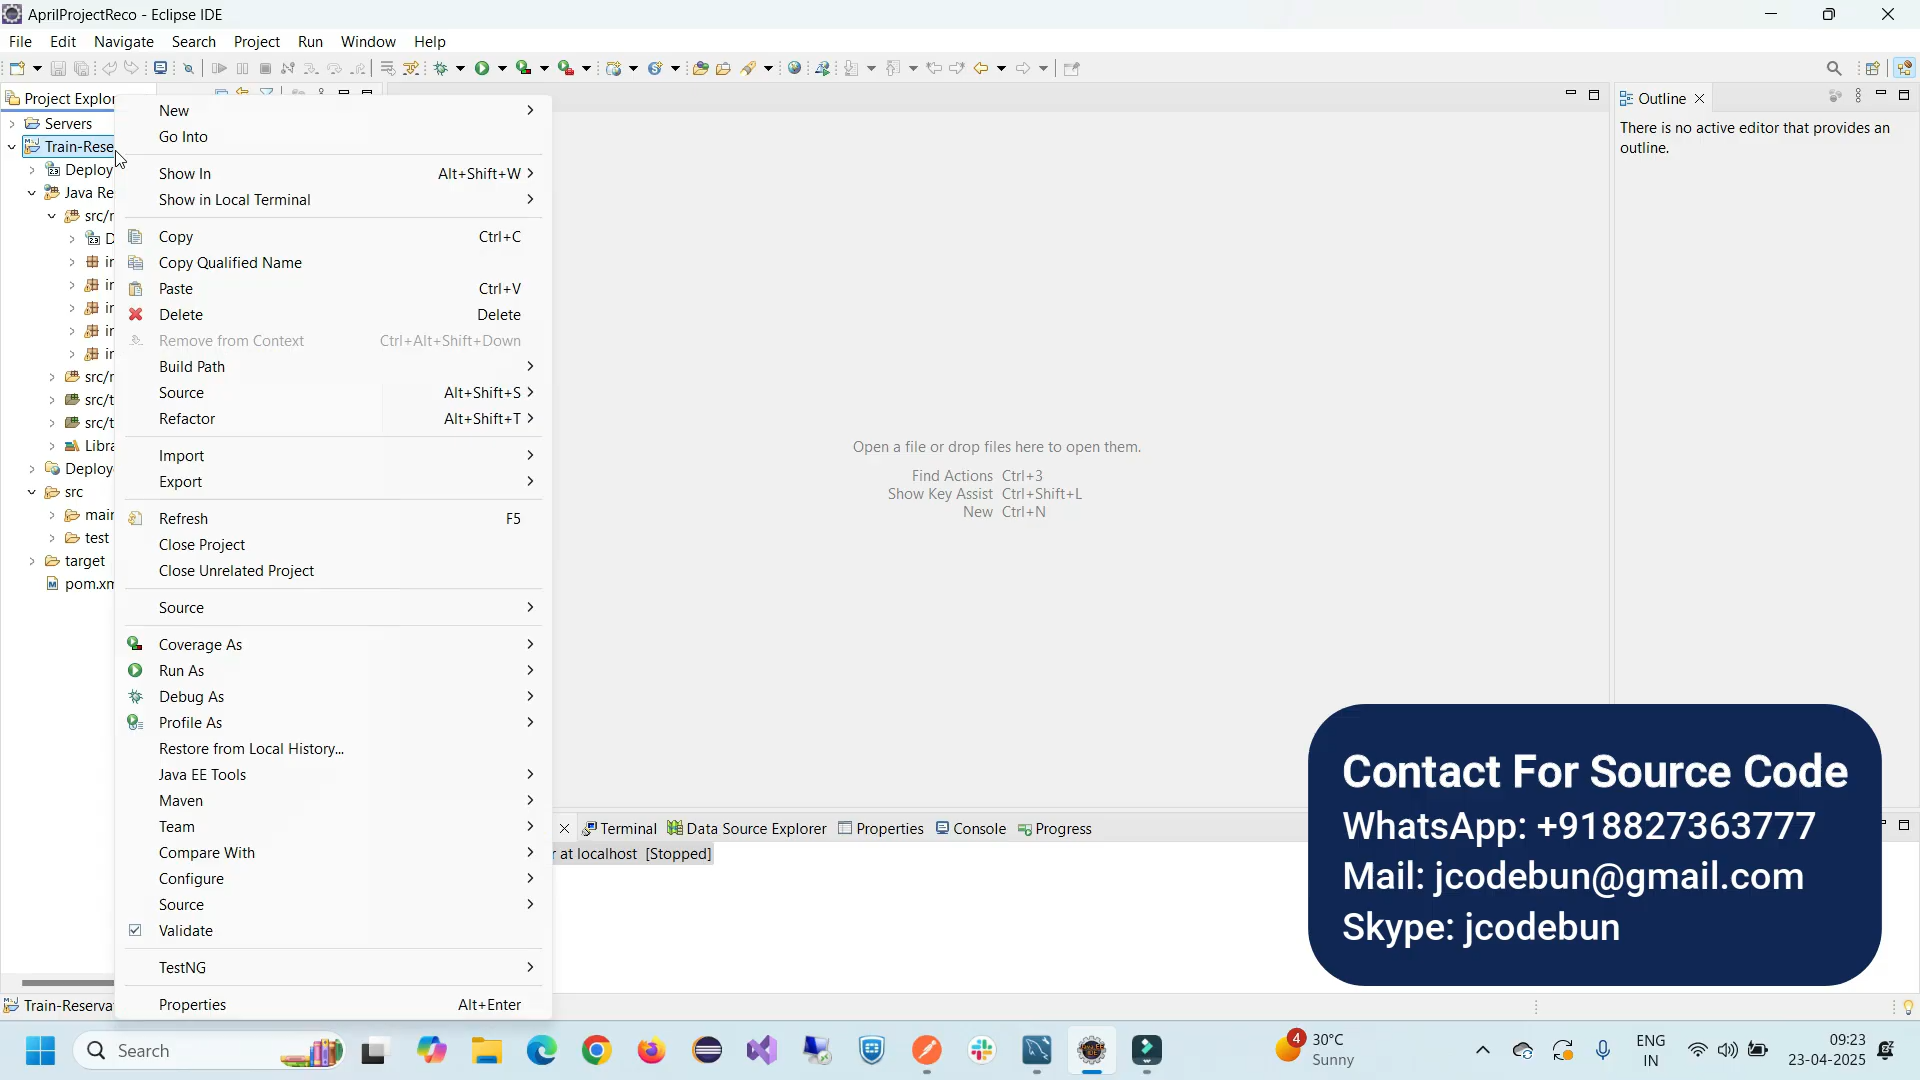 AprilProjectReco - Eclipse IDE
File Edit Navigate Search Project Run Window Help
Project Explor
Servers
Train-Rese
Deploy
Java Re
src/r
D
ir
ir
ir
ir
ir
src/r
src/t
src/t
Libra
Deploy
src
mair
test
target
pom.xm
Train-Reserva
New
Go Into
Show In Alt+Shift+W
Show in Local Terminal
Copy Ctrl+C
Copy Qualified Name
Paste Ctrl+V
Delete Delete
Remove from Context Ctrl+Alt+Shift+Down
Build Path
Source Alt+Shift+S
Refactor Alt+Shift+T
Import
Export
Refresh F5
Close Project
Close Unrelated Project
Source
Coverage As
Run As
Debug As
Profile As
Restore from Local History...
Java EE Tools
Maven
Team
Compare With
Configure
Source
Validate
TestNG
Properties Alt+Enter
Open a file or drop files here to open them.
Find Actions Ctrl+3
Show Key Assist Ctrl+Shift+L
New Ctrl+N
Outline
There is no active editor that provides an
outline.
Terminal Data Source Explorer Properties Console Progress
r at localhost [Stopped]
Contact For Source Code
WhatsApp: +918827363777
Mail: jcodebun@gmail.com
Skype: jcodebun
Search
4
30°C
Sunny
ENG
IN
09:23
23-04-2025